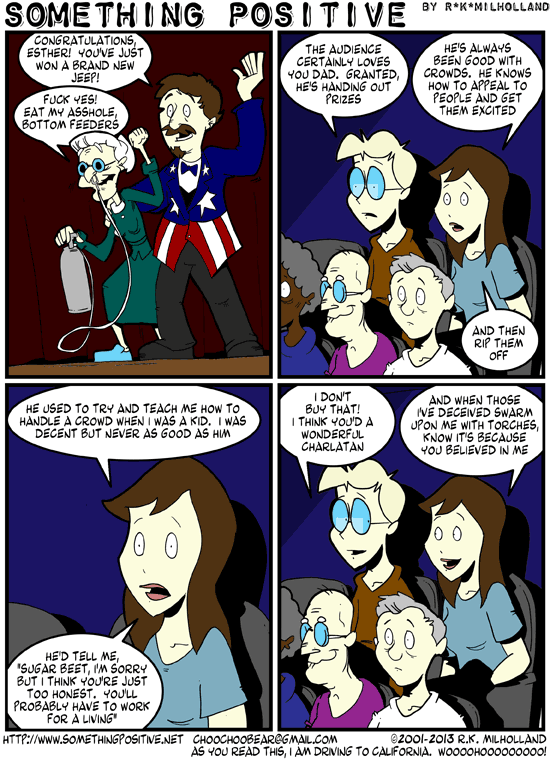 SOMETHING POSITIVE BY R*K*MILHOLLAND
CONGRATULATIONS,
ESTHER! YOU'VE JUST
WON A BRAND NEW
JEEP!
FUCK YES!
EAT MY ASSHOLE,
BOTTOM FEEDERS
THE AUDIENCE
CERTAINLY LOVES
YOU DAD. GRANTED,
HE'S HANDING OUT
PRIZES
HE'S ALWAYS
BEEN GOOD WITH
CROWDS. HE KNOWS
HOW TO APPEAL TO
PEOPLE AND GET
THEM EXCITED
AND THEN
RIP THEM
OFF
HE USED TO TRY AND TEACH ME HOW TO
HANDLE A CROWD WHEN I WAS A KID. I WAS
DECENT BUT NEVER AS GOOD AS HIM
HE'D TELL ME,
"SUGAR BEET, I'M SORRY
BUT I THINK YOU'RE JUST
TOO HONEST. YOU'LL
PROBABLY HAVE TO WORK
FOR A LIVING"
I DON'T
BUY THAT!
I THINK YOU'D A
WONDERFUL
CHARLATAN
AND WHEN THOSE
I'VE DECEIVED SWARM
UPON ME WITH TORCHES,
KNOW IT'S BECAUSE
YOU BELIEVED IN ME
HTTP://WWW.SOMETHINGPOSITIVE.NET CHOOCHOOBEAR@GMAIL.COM ©2001-2013 R.K. MILHOLLAND
AS YOU READ THIS, I AM DRIVING TO CALIFORNIA. WOOOOHOOOOOOOOO!